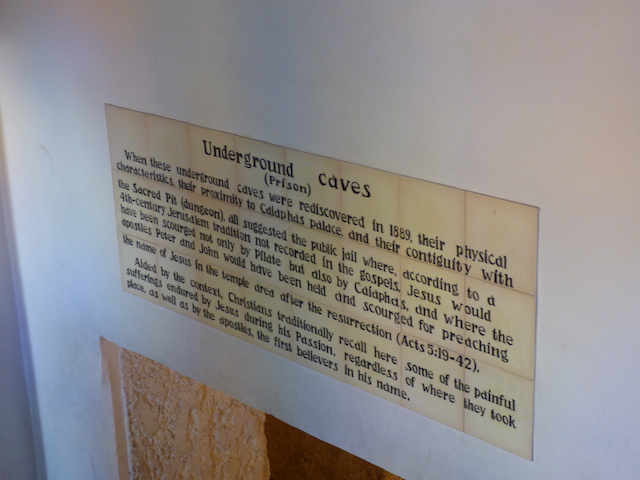 Underground caves
(Prison)
When these underground caves were rediscovered in 1889, their physical
characteristics, their proximity to Caiaphas palace, and their contiguity with
the Sacred Pit (dungeon), all suggested the public jail where, according to a
4th-century Jerusalem tradition not recorded in the gospels, Jesus would
have been scourged not only by Pilate but also by Caiaphas, and where the
apostles Peter and John would have been held and scourged for preaching
the name of Jesus in the temple area after the resurrection (Acts 5:19-42).
Aided by the context, Christians traditionally recall here some of the painful
sufferings endured by Jesus during his Passion, regardless of where they took
place, as well as by the apostles, the first believers in his name.